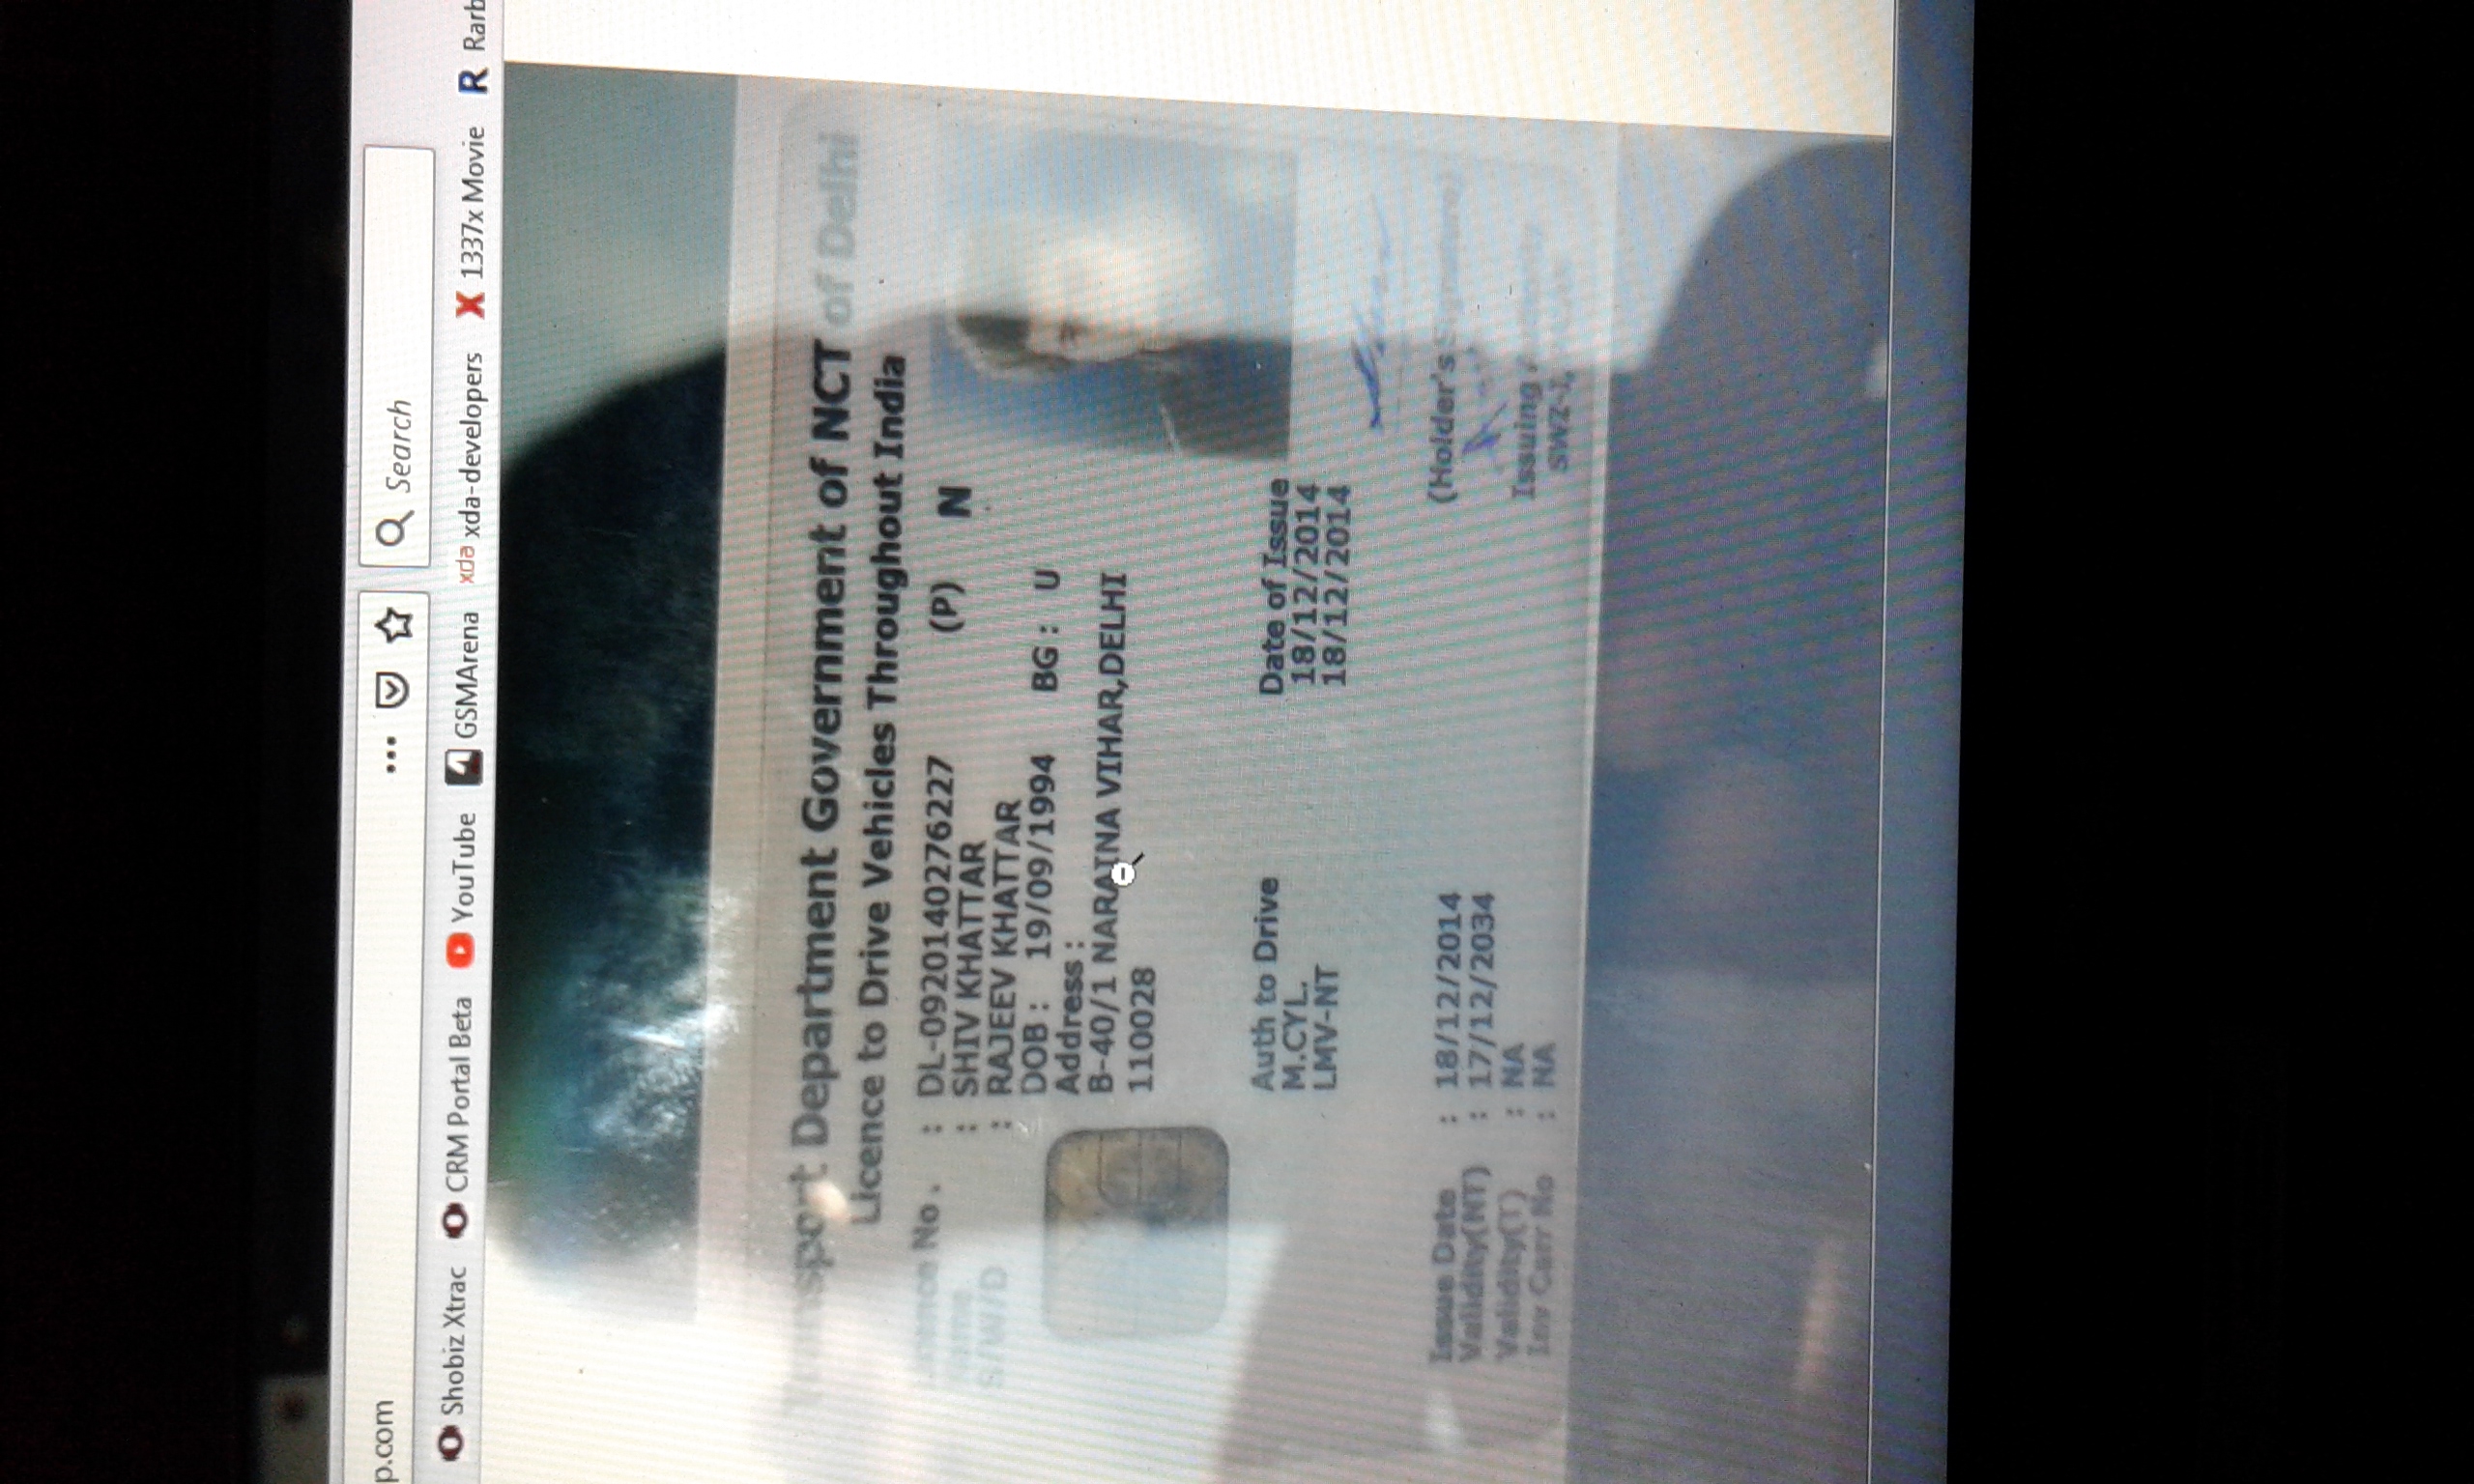 p.com
Search
Shobiz Xtrac CRM Portal Beta YouTube GSMArena xda xda-developers 1337x Movie R Rarb
Transport Department Government of NCT of Delhi
Licence to Drive Vehicles Throughout India
Licence No. : DL-0920140276227 (P) N
Name : SHIV KHATTAR
S/W/D : RAJEEV KHATTAR
DOB : 19/09/1994 BG : U
Address :
B-40/1 NARAINA VIHAR,DELHI
110028
Auth to Drive Date of Issue
M.CYL. 18/12/2014
LMV-NT 18/12/2014
Issue Date : 18/12/2014
Validity(NT) : 17/12/2034
Validity(T) : NA
Inv Carr No : NA
(Holder's Signature)
Issuing Authority
SWZ-I,